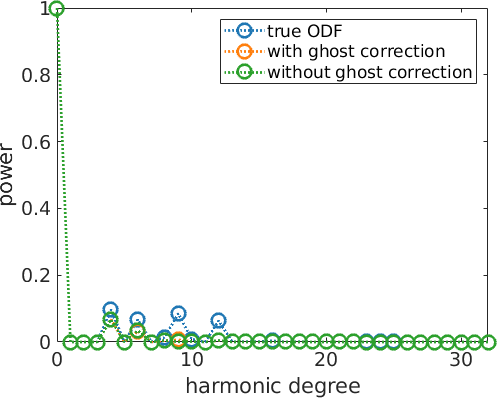 1
true ODF
with ghost correction
without ghost correction
0.8
0.6
0.4
0.2
0
0 10 20 30
power
harmonic degree